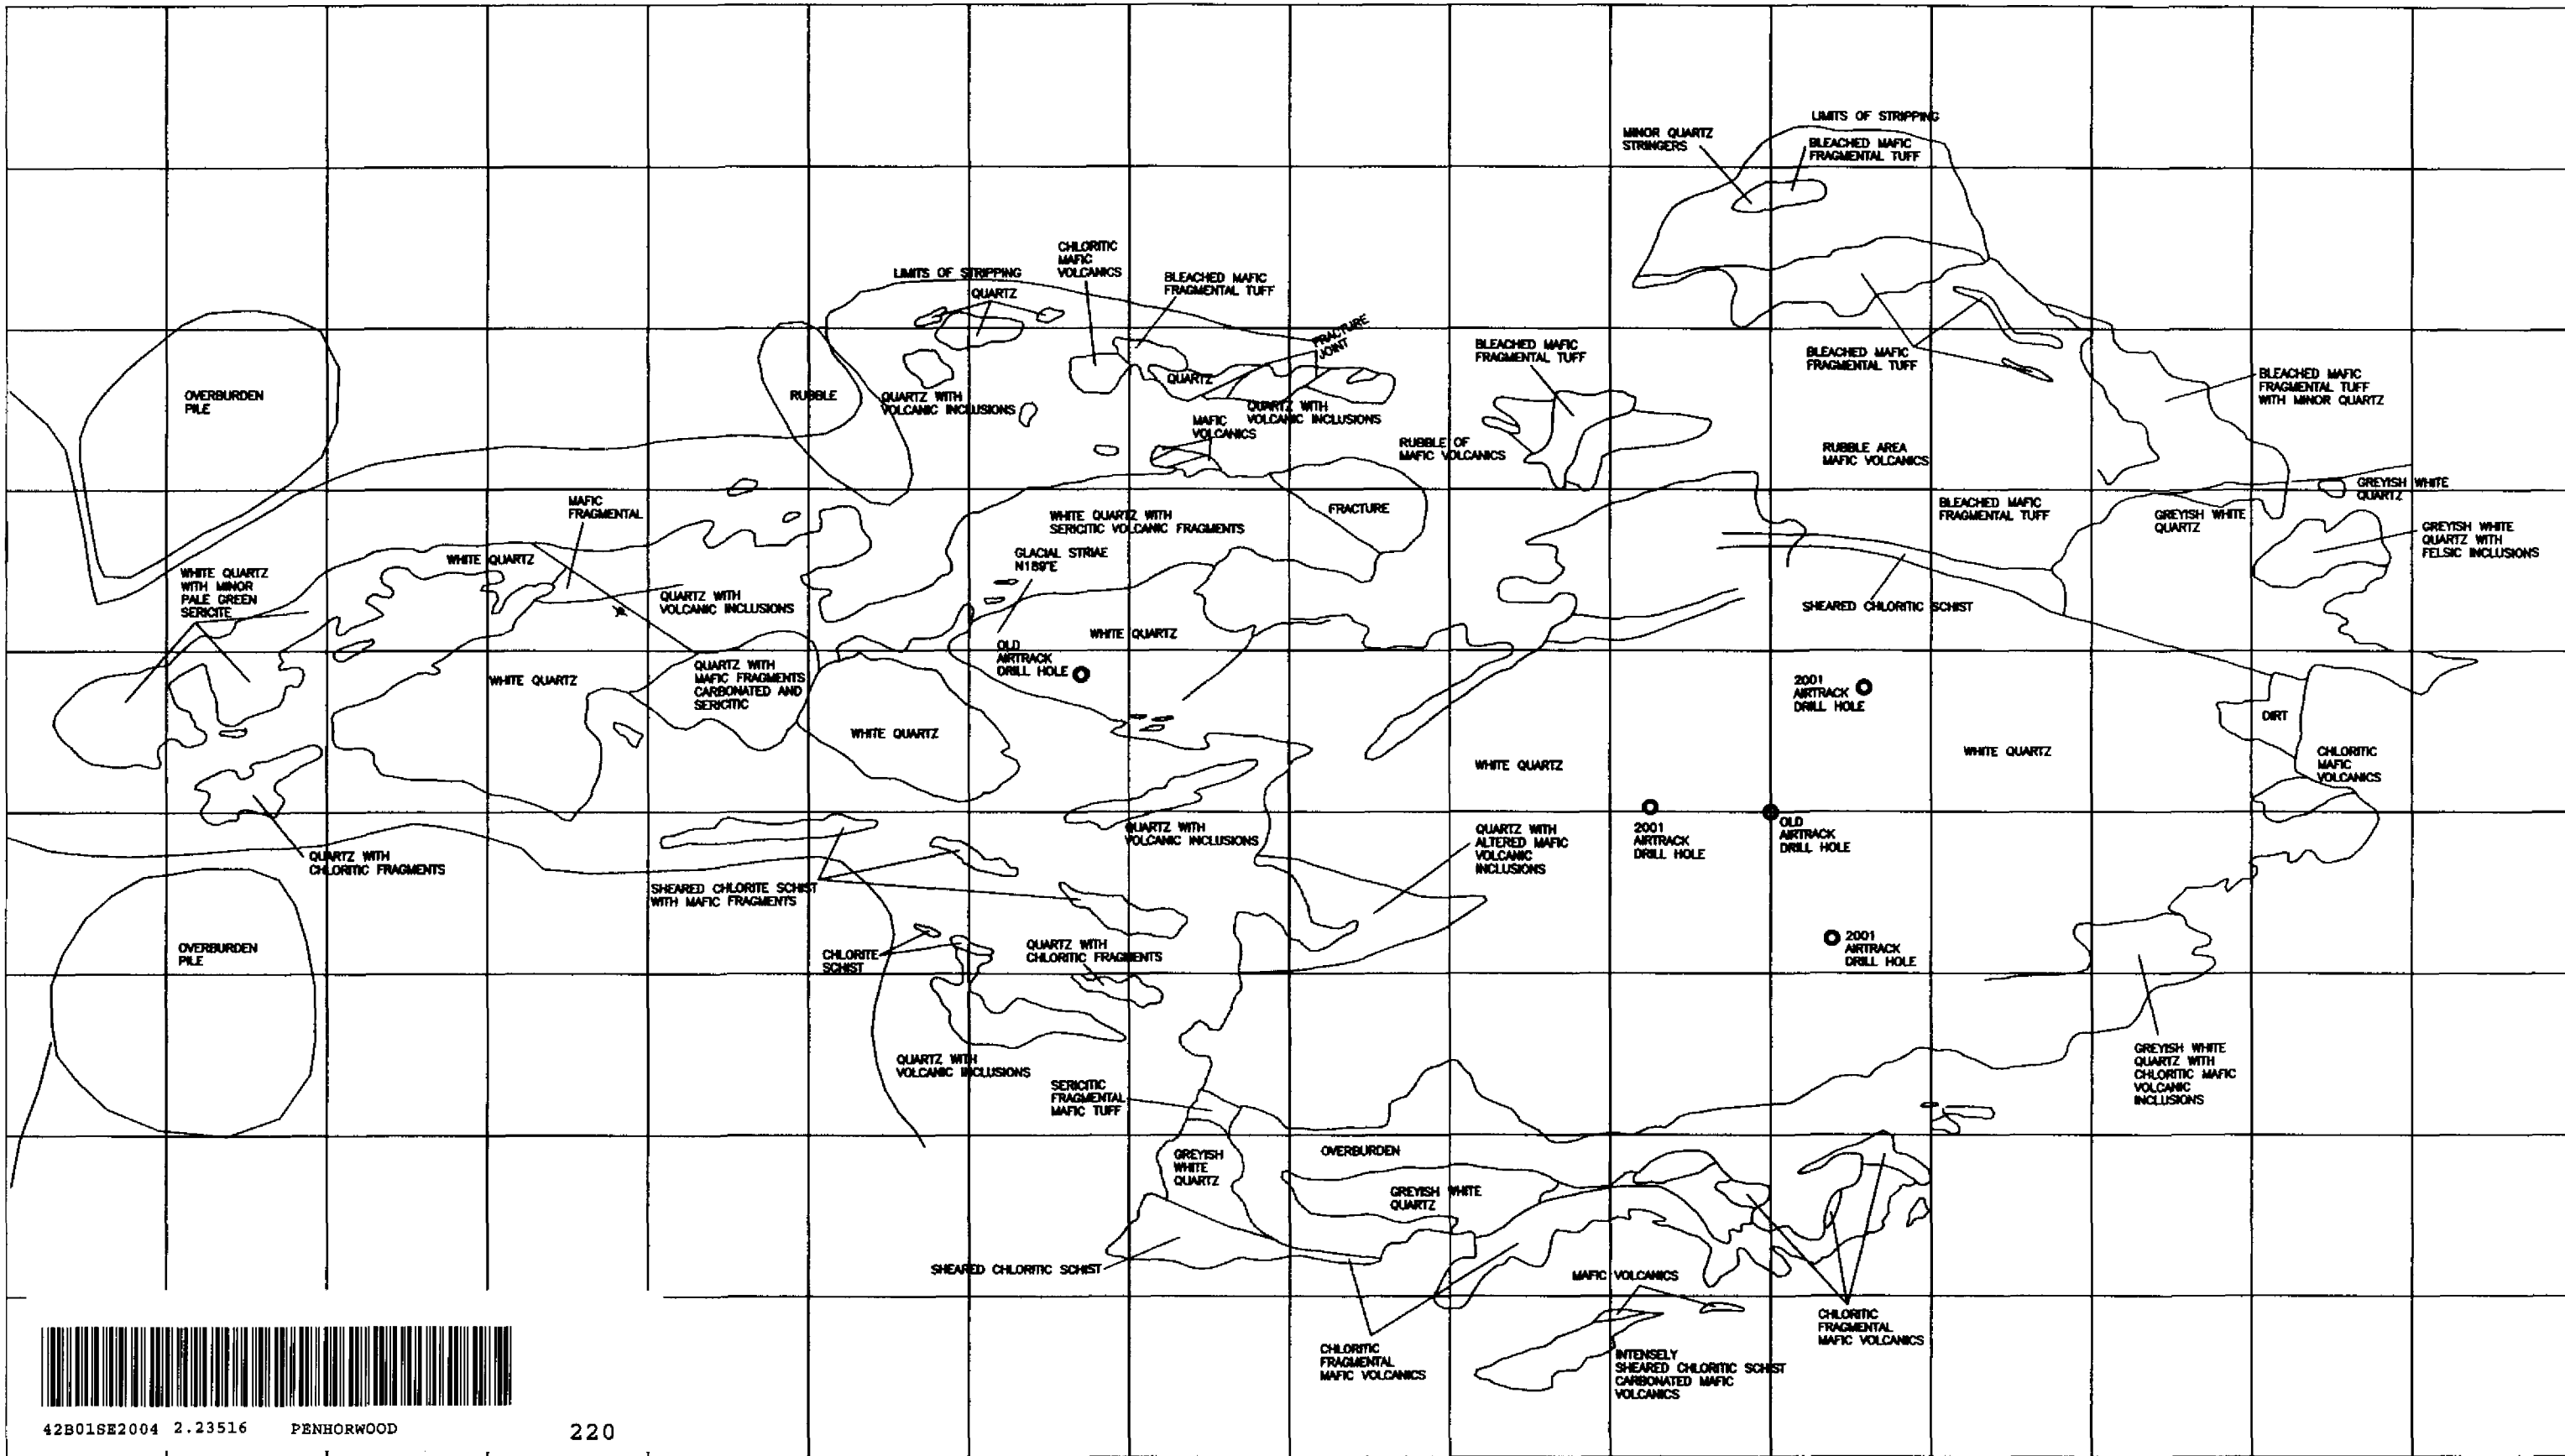 LIMITS OF STRIPPING
MINOR QUARTZ
STRINGERS
BLEACHED MAFIC
FRAGMENTAL TUFF
CHLORITIC
MAFIC
VOLCANICS
LIMITS OF STRIPPING
QUARTZ
BLEACHED MAFIC
FRAGMENTAL TUFF
FRACTURE
JOINT
BLEACHED MAFIC
FRAGMENTAL TUFF
BLEACHED MAFIC
FRAGMENTAL TUFF
BLEACHED MAFIC
FRAGMENTAL TUFF
WITH MINOR QUARTZ
OVERBURDEN
PILE
RUBBLE
QUARTZ WITH
VOLCANIC INCLUSIONS
QUARTZ
QUARTZ WITH
VOLCANIC INCLUSIONS
MAFIC
VOLCANICS
RUBBLE OF
MAFIC VOLCANICS
RUBBLE AREA
MAFIC VOLCANICS
GREYISH WHITE
QUARTZ
MAFIC
FRAGMENTAL
WHITE QUARTZ WITH
SERICITIC VOLCANIC FRAGMENTS
FRACTURE
BLEACHED MAFIC
FRAGMENTAL TUFF
GREYISH WHITE
QUARTZ
GREYISH WHITE
QUARTZ WITH
FELSIC INCLUSIONS
WHITE QUARTZ
GLACIAL STRIAE
N189°E
WHITE QUARTZ
WITH MINOR
PALE GREEN
SERICITE
QUARTZ WITH
VOLCANIC INCLUSIONS
SHEARED CHLORITIC SCHIST
WHITE QUARTZ
OLD
AIRTRACK
DRILL HOLE
WHITE QUARTZ
QUARTZ WITH
MAFIC FRAGMENTS
CARBONATED AND
SERICITIC
2001
AIRTRACK
DRILL HOLE
DIRT
WHITE QUARTZ
WHITE QUARTZ
WHITE QUARTZ
CHLORITIC
MAFIC
VOLCANICS
QUARTZ WITH
VOLCANIC INCLUSIONS
QUARTZ WITH
ALTERED MAFIC
VOLCANIC
INCLUSIONS
2001
AIRTRACK
DRILL HOLE
OLD
AIRTRACK
DRILL HOLE
QUARTZ WITH
CHLORITIC FRAGMENTS
SHEARED CHLORITE SCHIST
WITH MAFIC FRAGMENTS
OVERBURDEN
PILE
CHLORITE
SCHIST
QUARTZ WITH
CHLORITIC FRAGMENTS
2001
AIRTRACK
DRILL HOLE
QUARTZ WITH
VOLCANIC INCLUSIONS
GREYISH WHITE
QUARTZ WITH
CHLORITIC MAFIC
VOLCANIC
INCLUSIONS
SERICITIC
FRAGMENTAL
MAFIC TUFF
GREYISH
WHITE
QUARTZ
OVERBURDEN
GREYISH WHITE
QUARTZ
SHEARED CHLORITIC SCHIST
MAFIC VOLCANICS
CHLORITIC
FRAGMENTAL
MAFIC VOLCANICS
CHLORITIC
FRAGMENTAL
MAFIC VOLCANICS
INTENSELY
SHEARED CHLORITIC SCHIST
CARBONATED MAFIC
VOLCANICS
42B01SE2004 2.23516 PENHORWOOD
220